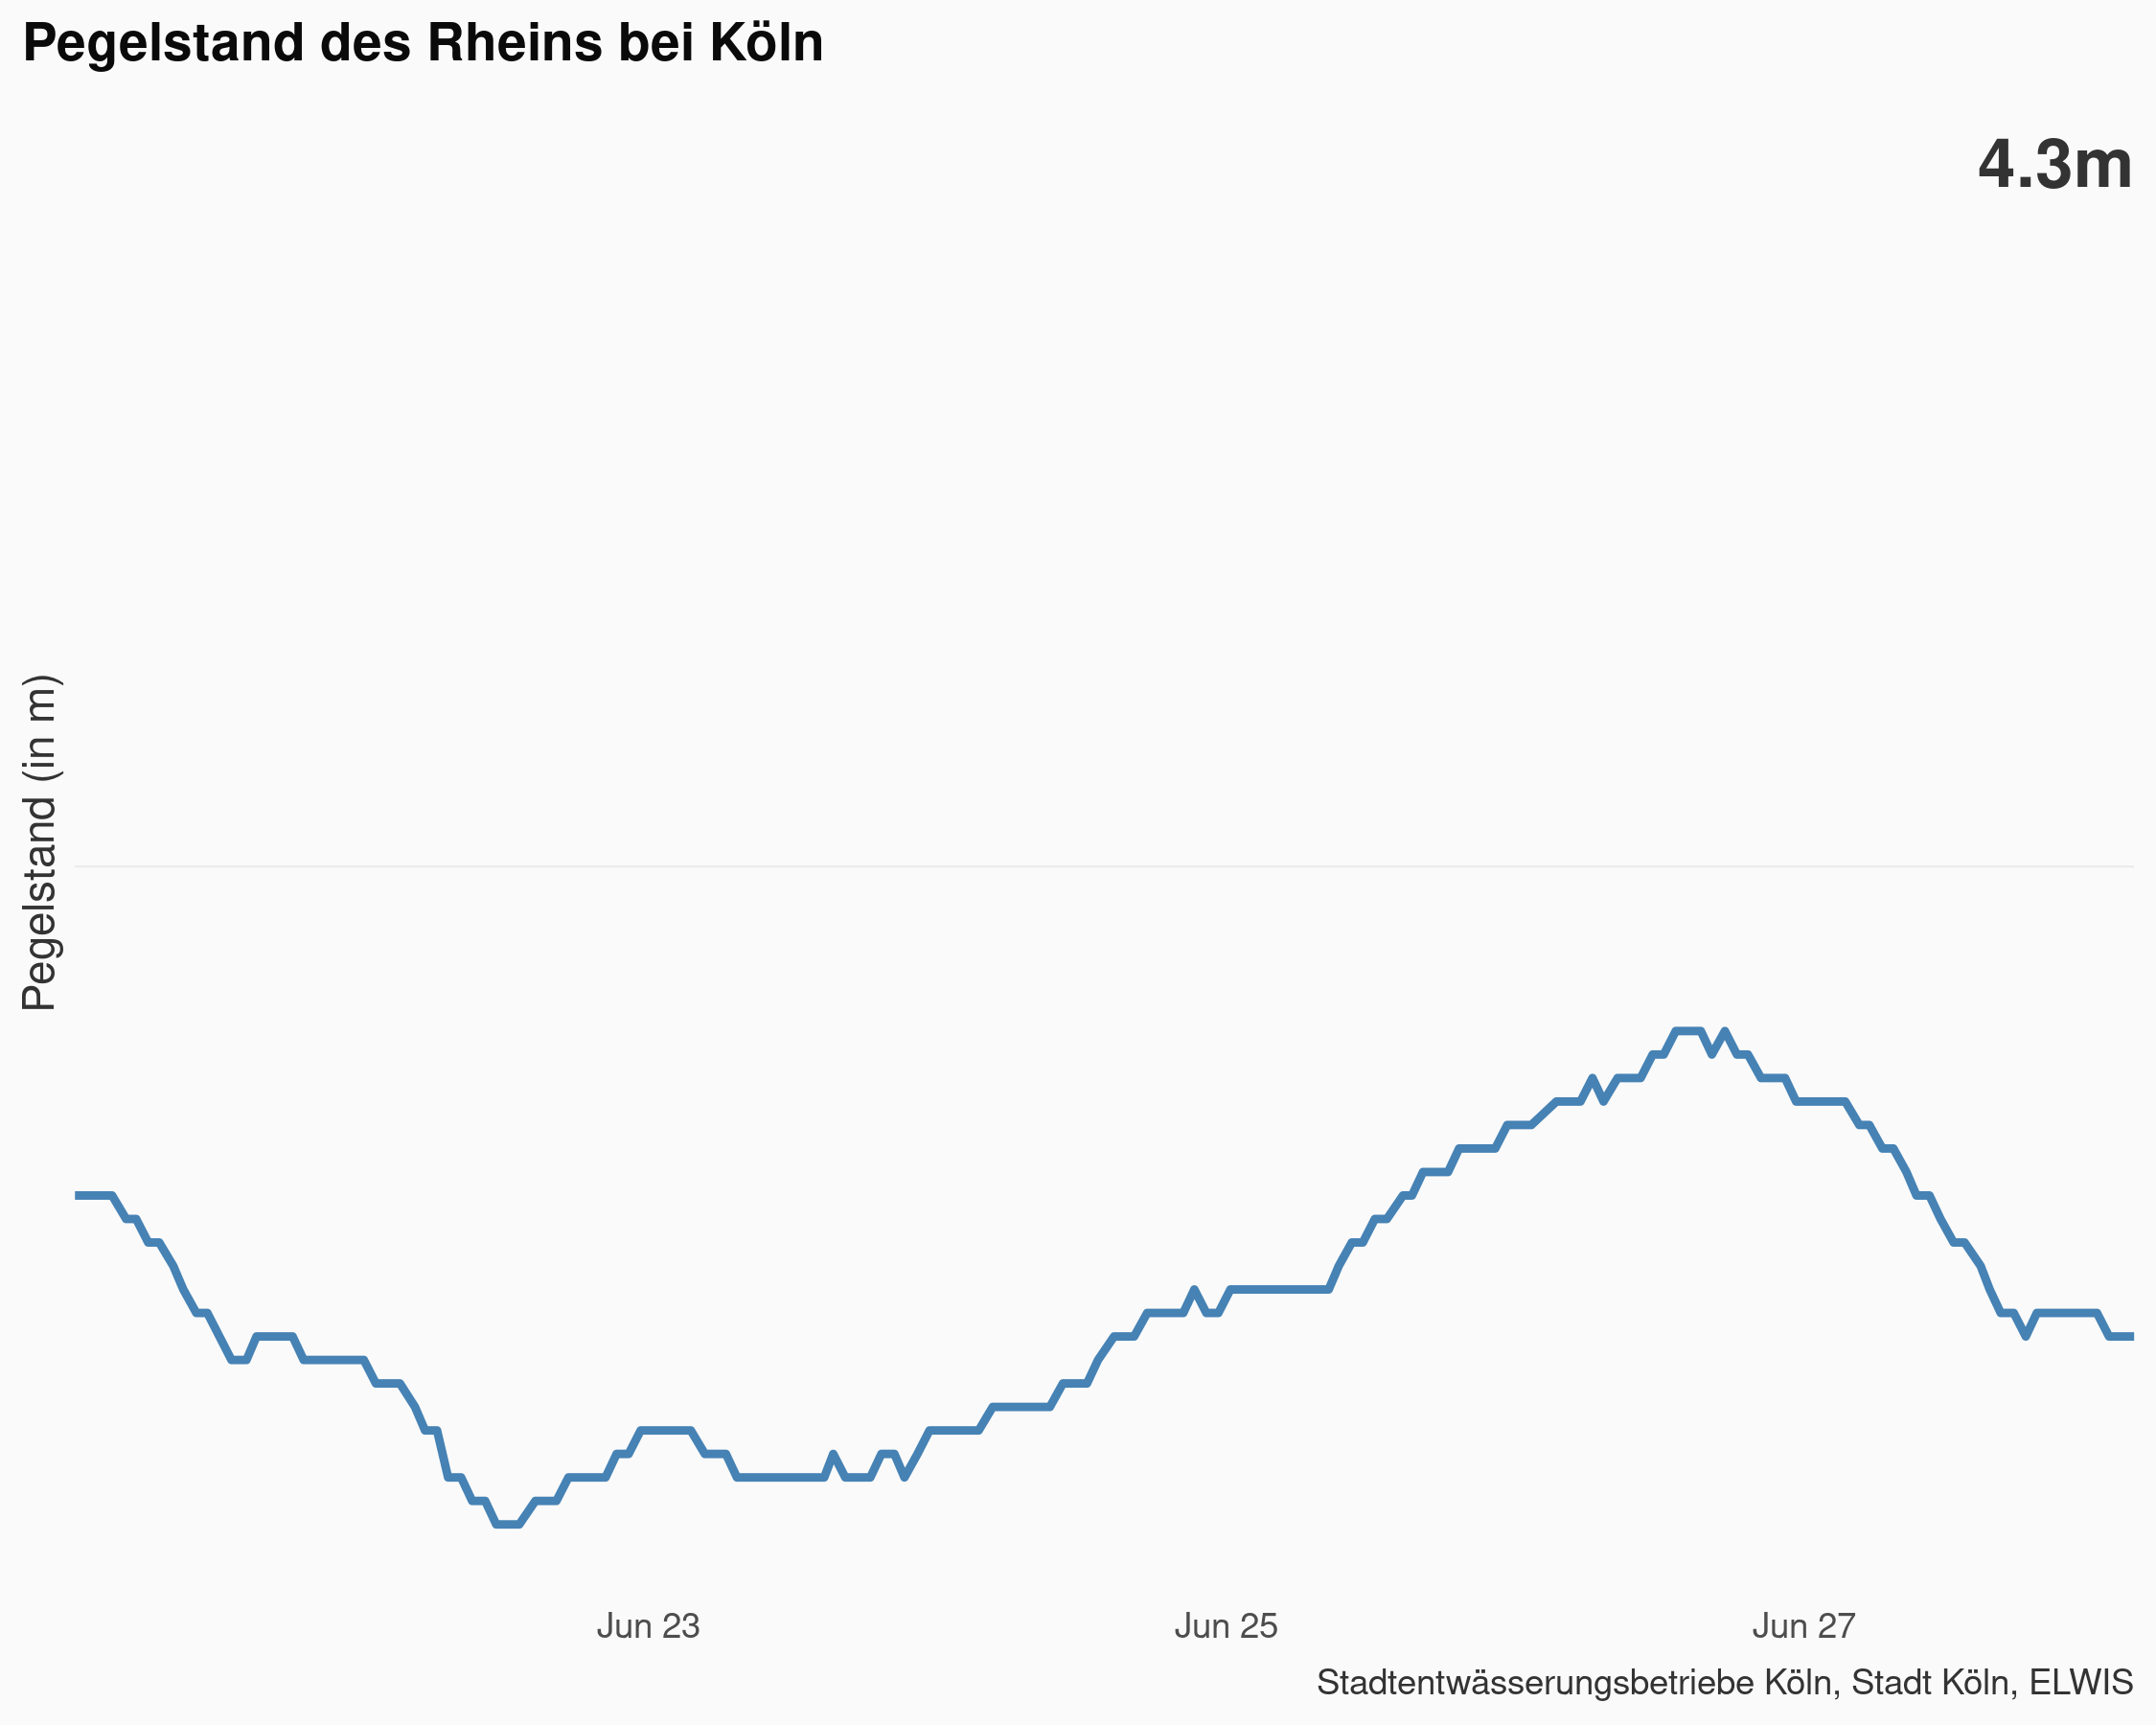 Pegelstand des Rheins bei Köln
4.3m
Pegelstand (in m)
Jun 23
Jun 25
Jun 27
Stadtentwässerungsbetriebe Köln, Stadt Köln, ELWIS